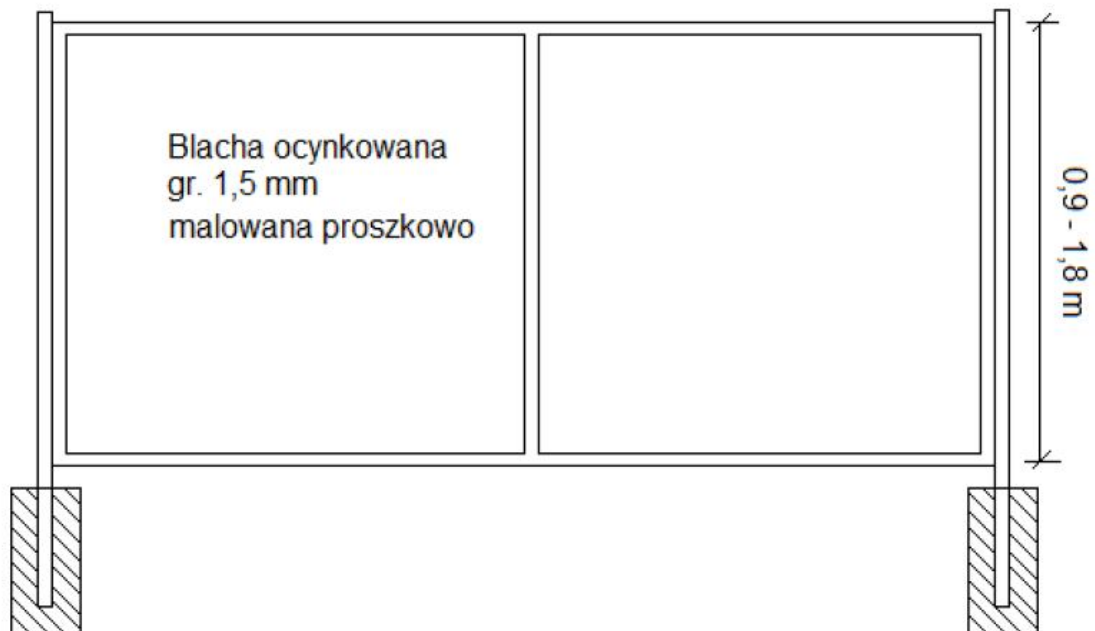 Blacha ocynkowana
gr. 1,5 mm
malowana proszkowo
0,9 - 1,8 m